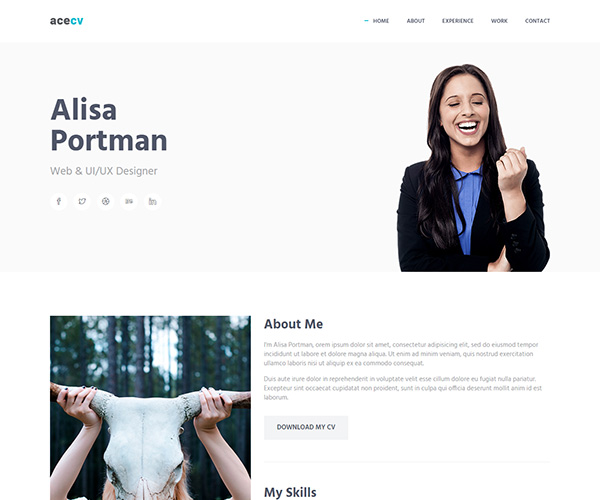 acecv
HOME ABOUT EXPERIENCE WORK CONTACT
Alisa
Portman
Web & UI/UX Designer
About Me
I'm Alisa Portman, orem ipsum dolor sit amet, consectetur adipisicing elit, sed do eiusmod tempor
incididunt ut labore et dolore magna aliqua. Ut enim ad minim veniam, quis nostrud exercitation
ullamco laboris nisi ut aliquip ex ea commodo consequat.
Duis aute irure dolor in reprehenderit in voluptate velit esse cillum dolore eu fugiat nulla pariatur.
Excepteur sint occaecat cupidatat non proident, sunt in culpa qui officia deserunt mollit anim id est
laborum.
DOWNLOAD MY CV
My Skills